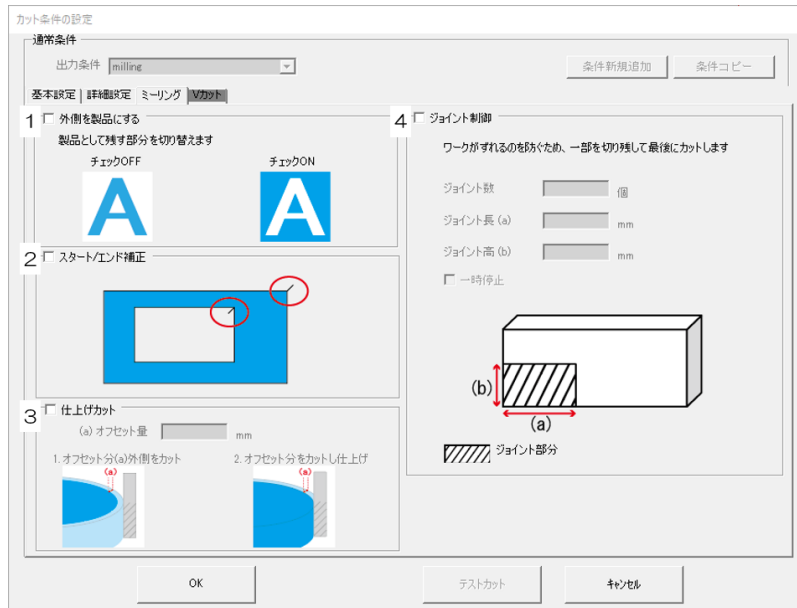 カット条件の設定
通常条件
出力条件 milling
条件新規追加 条件コピー
基本設定 詳細設定 ミーリング Vカット
1 外側を製品にする
製品として残す部分を切り替えます
チェックOFF チェックON
A A
2 スタート/エンド補正
3 仕上げカット
(a) オフセット量 mm
1. オフセット分(a)外側をカット 2. オフセット分をカットし仕上げ
(a) (a)
4 ジョイント制御
ワークがずれるのを防ぐため、一部を切り残して最後にカットします
ジョイント数 個
ジョイント長 (a) mm
ジョイント高 (b) mm
一時停止
(b)
(a)
ジョイント部分
OK テストカット キャンセル